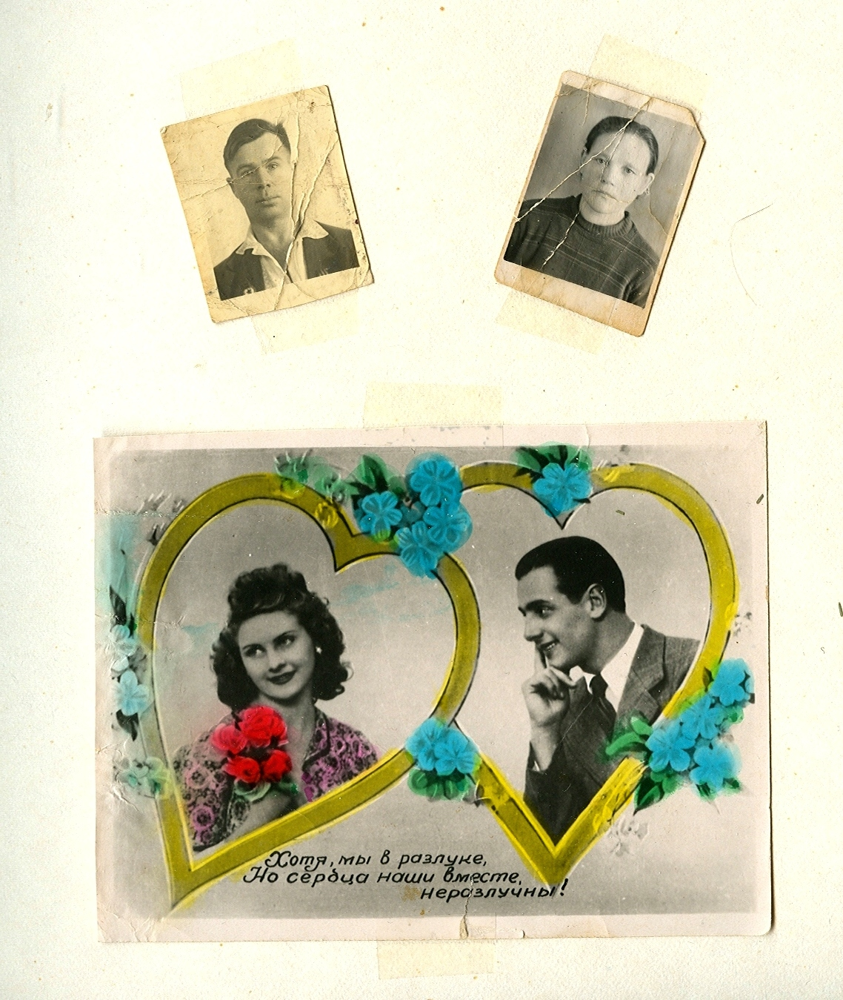 Хотя, мы в разлуке,
Но сердца наши вместе,
неразлучны!